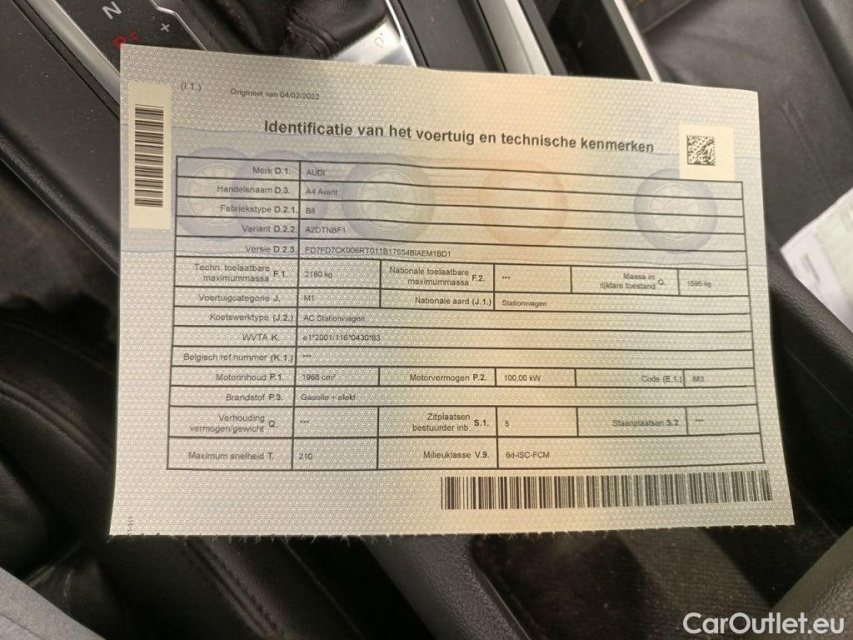 N
+
(I.1.) Origineel van 04/02/2022
Identificatie van het voertuig en technische kenmerken
Merk D.1. AUDI
Handelsnaam D.3. A4 Avant
Fabriekstype D.2.1. B8
Variant D.2.2. A2DTNBF1
Versie D.2.3.
Techn. toelaatbare maximummassa F.1. 2160 kg Nationale toelaatbare maximummassa F.2. *** Massa in rijklare toestand G. 1595 kg
Voertuigcategorie J. M1 Nationale aard (J.1.) Stationwagen
Koetswerktype (J.2.) AC Stationwagen
WVTA K. e1*2001/116*0430*83
Belgisch ref.nummer (K.1.) ***
Motorinhoud P.1. 1968 cm³ Motorvermogen P.2. 100,00 kW Code (E.1.) 863
Brandstof P.3. Gasolie + elekt
Verhouding vermogen/gewicht Q. *** Zitplaatsen bestuurder inb. S.1. 5 Staanplaatsen S.2. ***
Maximum snelheid T. 210 Milieuklasse V.9. 6d-ISC-FCM
CarOutlet.eu